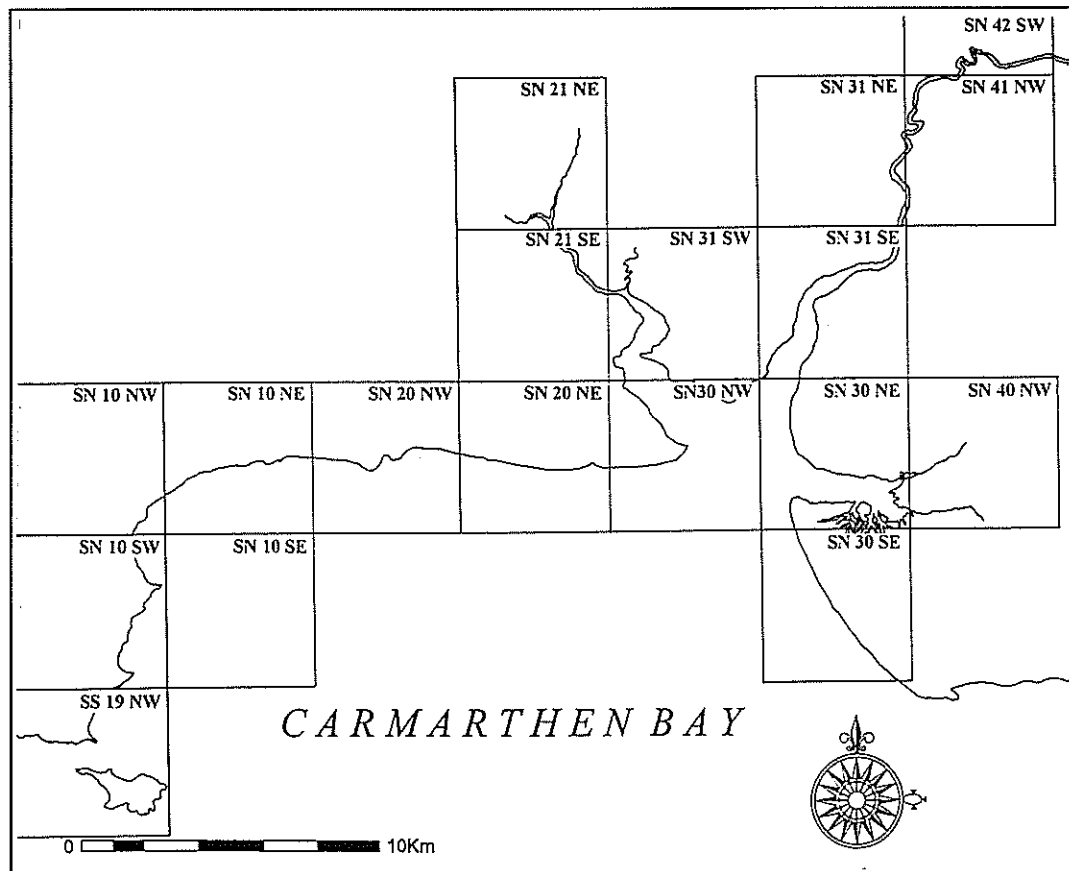 SN 42 SW
SN 21 NE
SN 31 NE
SN 41 NW
SN 21 SE
SN 31 SW
SN 31 SE
SN 10 NW
SN 10 NE
SN 20 NW
SN 20 NE
SN30 NW
SN 30 NE
SN 40 NW
SN 10 SW
SN 10 SE
SN 30 SE
SS 19 NW
CARMARTHEN BAY
0
10Km